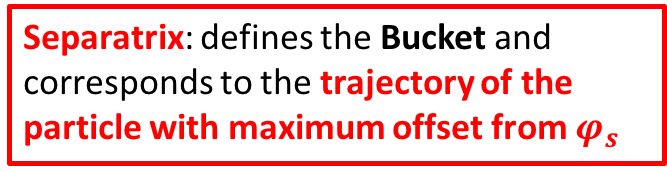 Separatrix: defines the Bucket and
corresponds to the trajectory of the
particle with maximum offset from φₛ